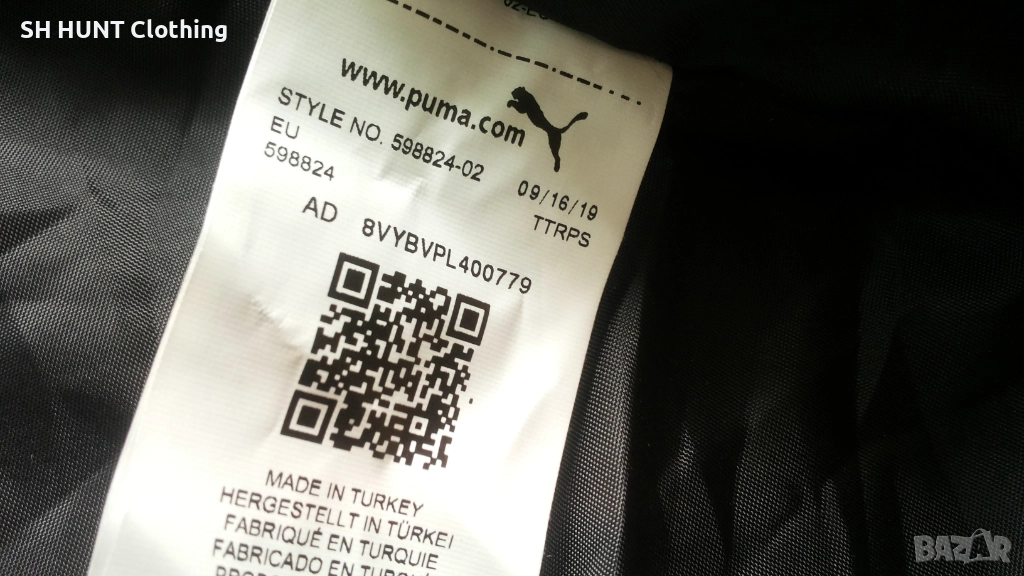 SH HUNT Clothing
www.puma.com
STYLE NO. 598824-02 09/16/19
EU TTRPS
598824
AD 8VYBVPL400779
MADE IN TURKEY
HERGESTELLT IN TÜRKEI
FABRIQUÉ EN TURQUIE
FABRICADO EN
BAZAR